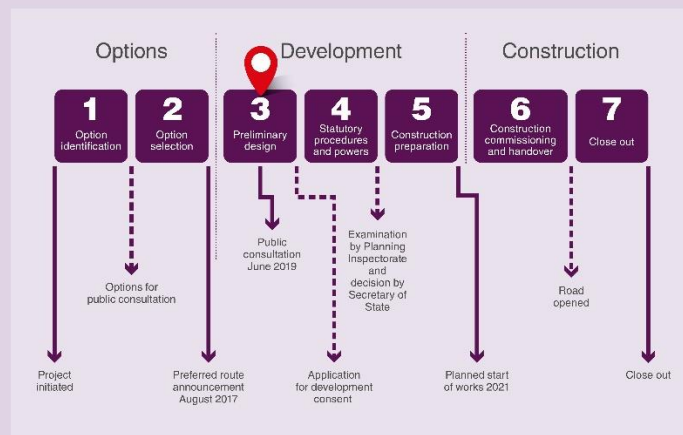 Options
Development
Construction
1
Option
identification
2
Option
selection
3
Preliminary
design
4
Statutory
procedures
and powers
5
Construction
preparation
6
Construction
commissioning
and handover
7
Close out
Public
consultation
June 2019
Examination
by Planning
Inspectorate
and
decision by
Secretary
of State
Options for
public consultation
Road
opened
Project
initiated
Preferred route
announcement
August 2017
Application
for development
consent
Planned start
of works 2021
Close out